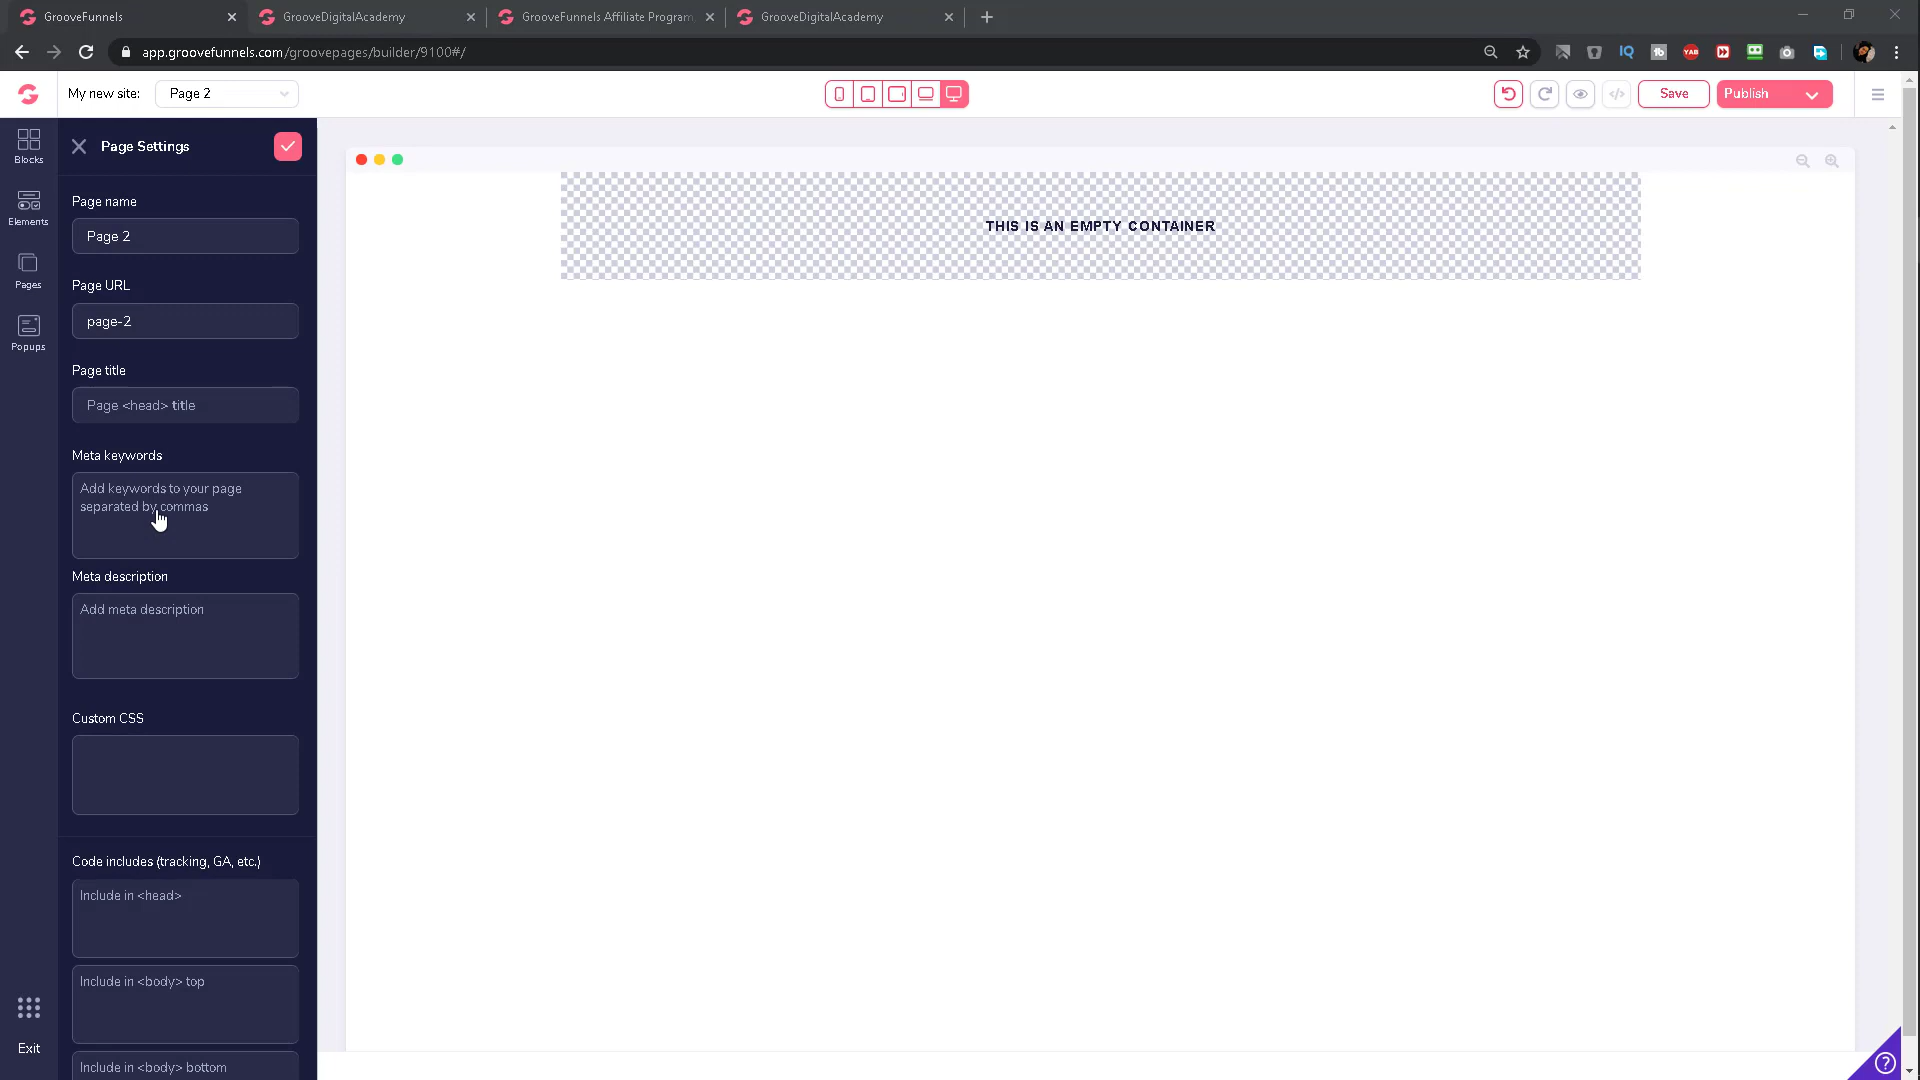 GrooveFunnels
GrooveDigitalAcademy
GrooveFunnels Affiliate Program
GrooveDigitalAcademy
app.groovefunnels.com/groovepages/builder/9100#/
IQ
tb
YAB
My new site:
Page 2
Save
Publish
Blocks
Elements
Pages
Popups
Exit
Page Settings
Page name
Page 2
Page URL
page-2
Page title
Page <head> title
Meta keywords
Add keywords to your page
separated by commas
Meta description
Add meta description
Custom CSS
Code includes (tracking, GA, etc.)
Include in <head>
Include in <body> top
Include in <body> bottom
THIS IS AN EMPTY CONTAINER